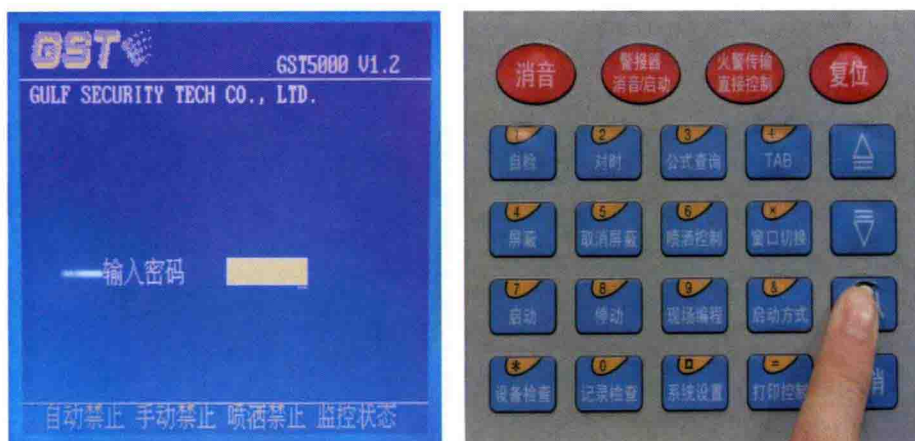 GST
GST5000 V1.2
GULF SECURITY TECH CO., LTD.
输入密码
自动禁止 手动禁止 喷洒禁止 监控状态
消音 警报器 消音/启动 火警传输 直接控制 复位
1 2 3 +
自检 对时 公式查询 TAB
4 5 6 ×
屏蔽 取消屏蔽 喷洒控制 窗口切换
7 8 9 &
启动 停动 现场编程 启动方式
* 0 =
设备检查 记录检查 系统设置 打印控制 消